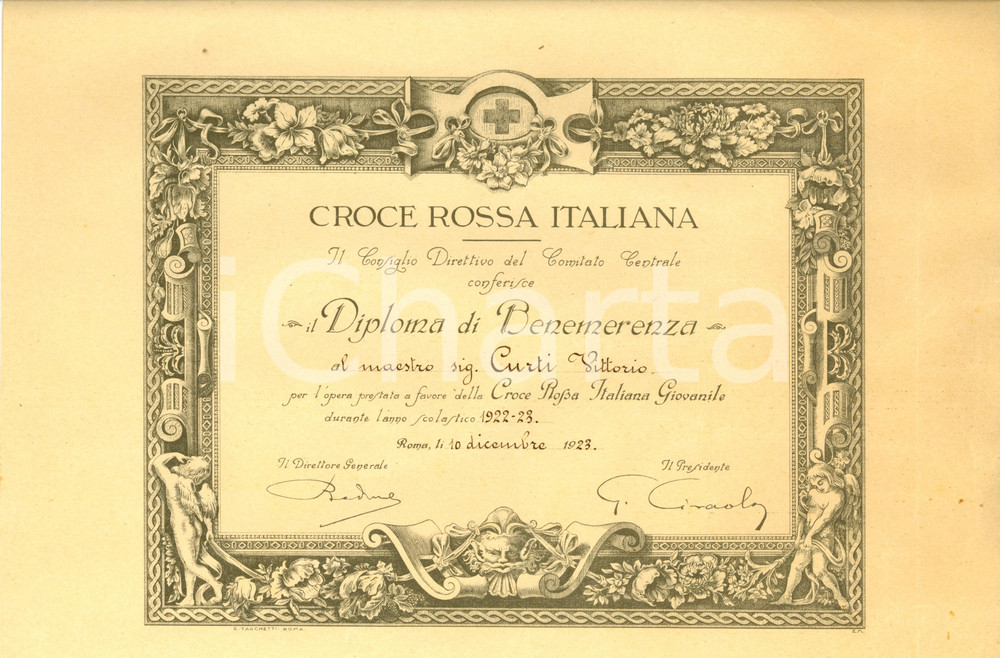 CROCE ROSSA ITALIANA
Il Consiglio Direttivo del Comitato Centrale
conferisce
il Diploma di Benemerenza
al maestro sig. Curti Vittorio
per l'opera prestata a favore della Croce Rossa Italiana Giovanile
durante l'anno scolastico 1922-23.
Roma, li 10 dicembre 1923.
Il Direttore Generale
Il Presidente
G. Ciraolo
iCharta